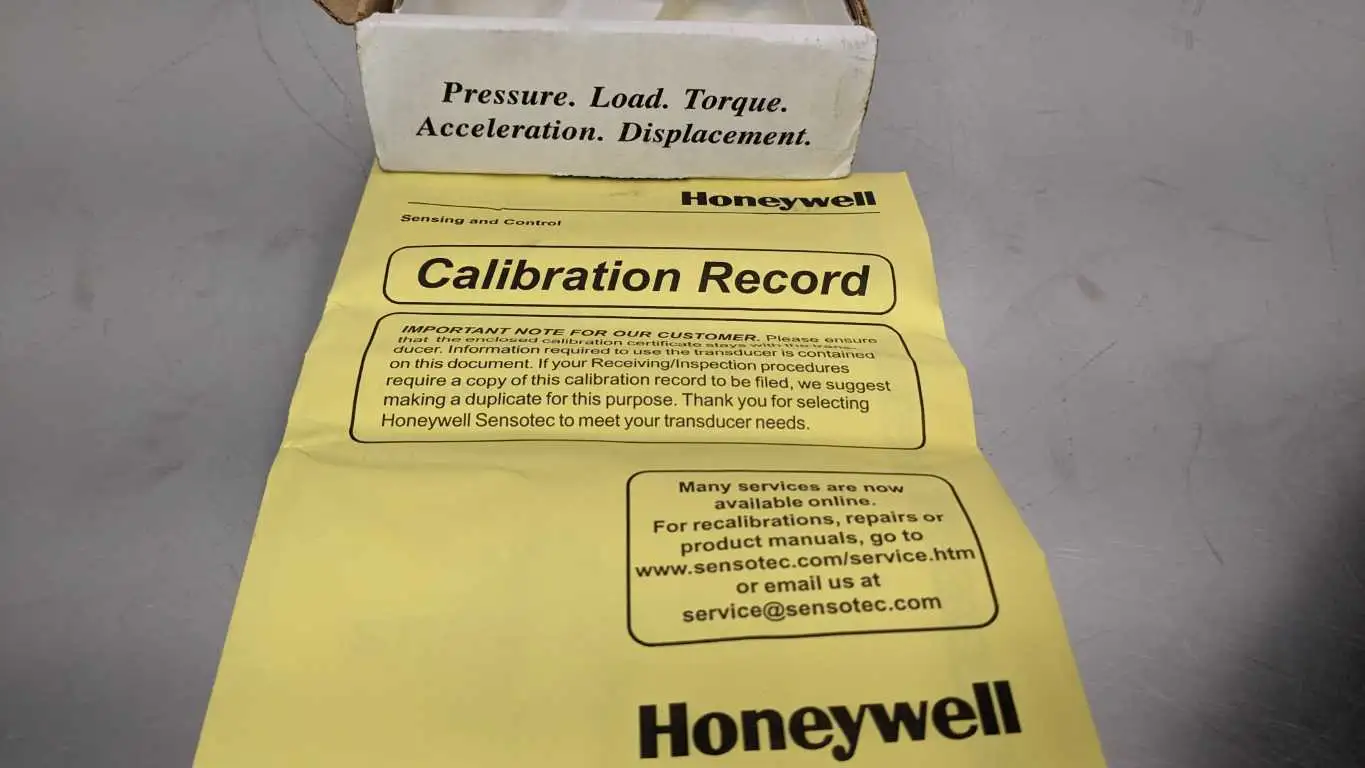 Pressure. Load. Torque.
Acceleration. Displacement.
Honeywell
Sensing and Control
Calibration Record
IMPORTANT NOTE FOR OUR CUSTOMER. Please ensure
that the enclosed calibration certificate stays with the trans-
ducer. Information required to use the transducer is contained
on this document. If your Receiving/Inspection procedures
require a copy of this calibration record to be filed, we suggest
making a duplicate for this purpose. Thank you for selecting
Honeywell Sensotec to meet your transducer needs.
Many services are now
available online.
For recalibrations, repairs or
product manuals, go to
www.sensotec.com/service.htm
or email us at
service@sensotec.com
Honeywell